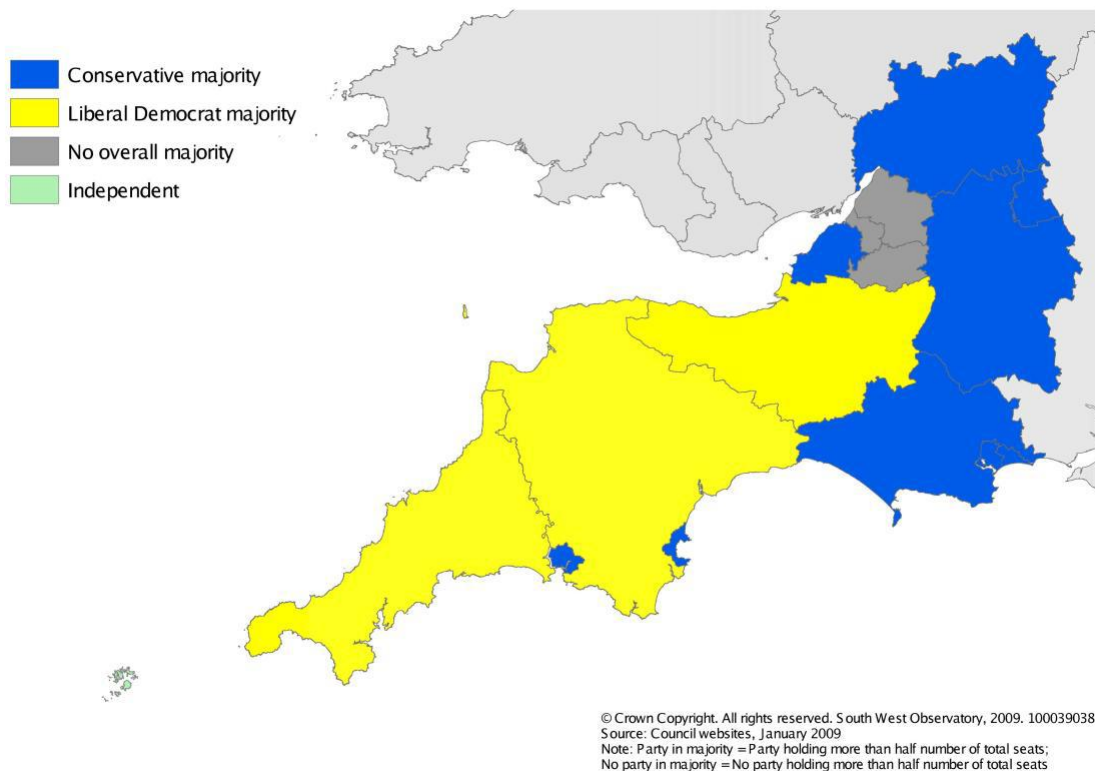 Conservative majority
Liberal Democrat majority
No overall majority
Independent
© Crown Copyright. All rights reserved. South West Observatory, 2009. 100039038
Source: Council websites, January 2009
Note: Party in majority = Party holding more than half number of total seats;
No party in majority = No party holding more than half number of total seats